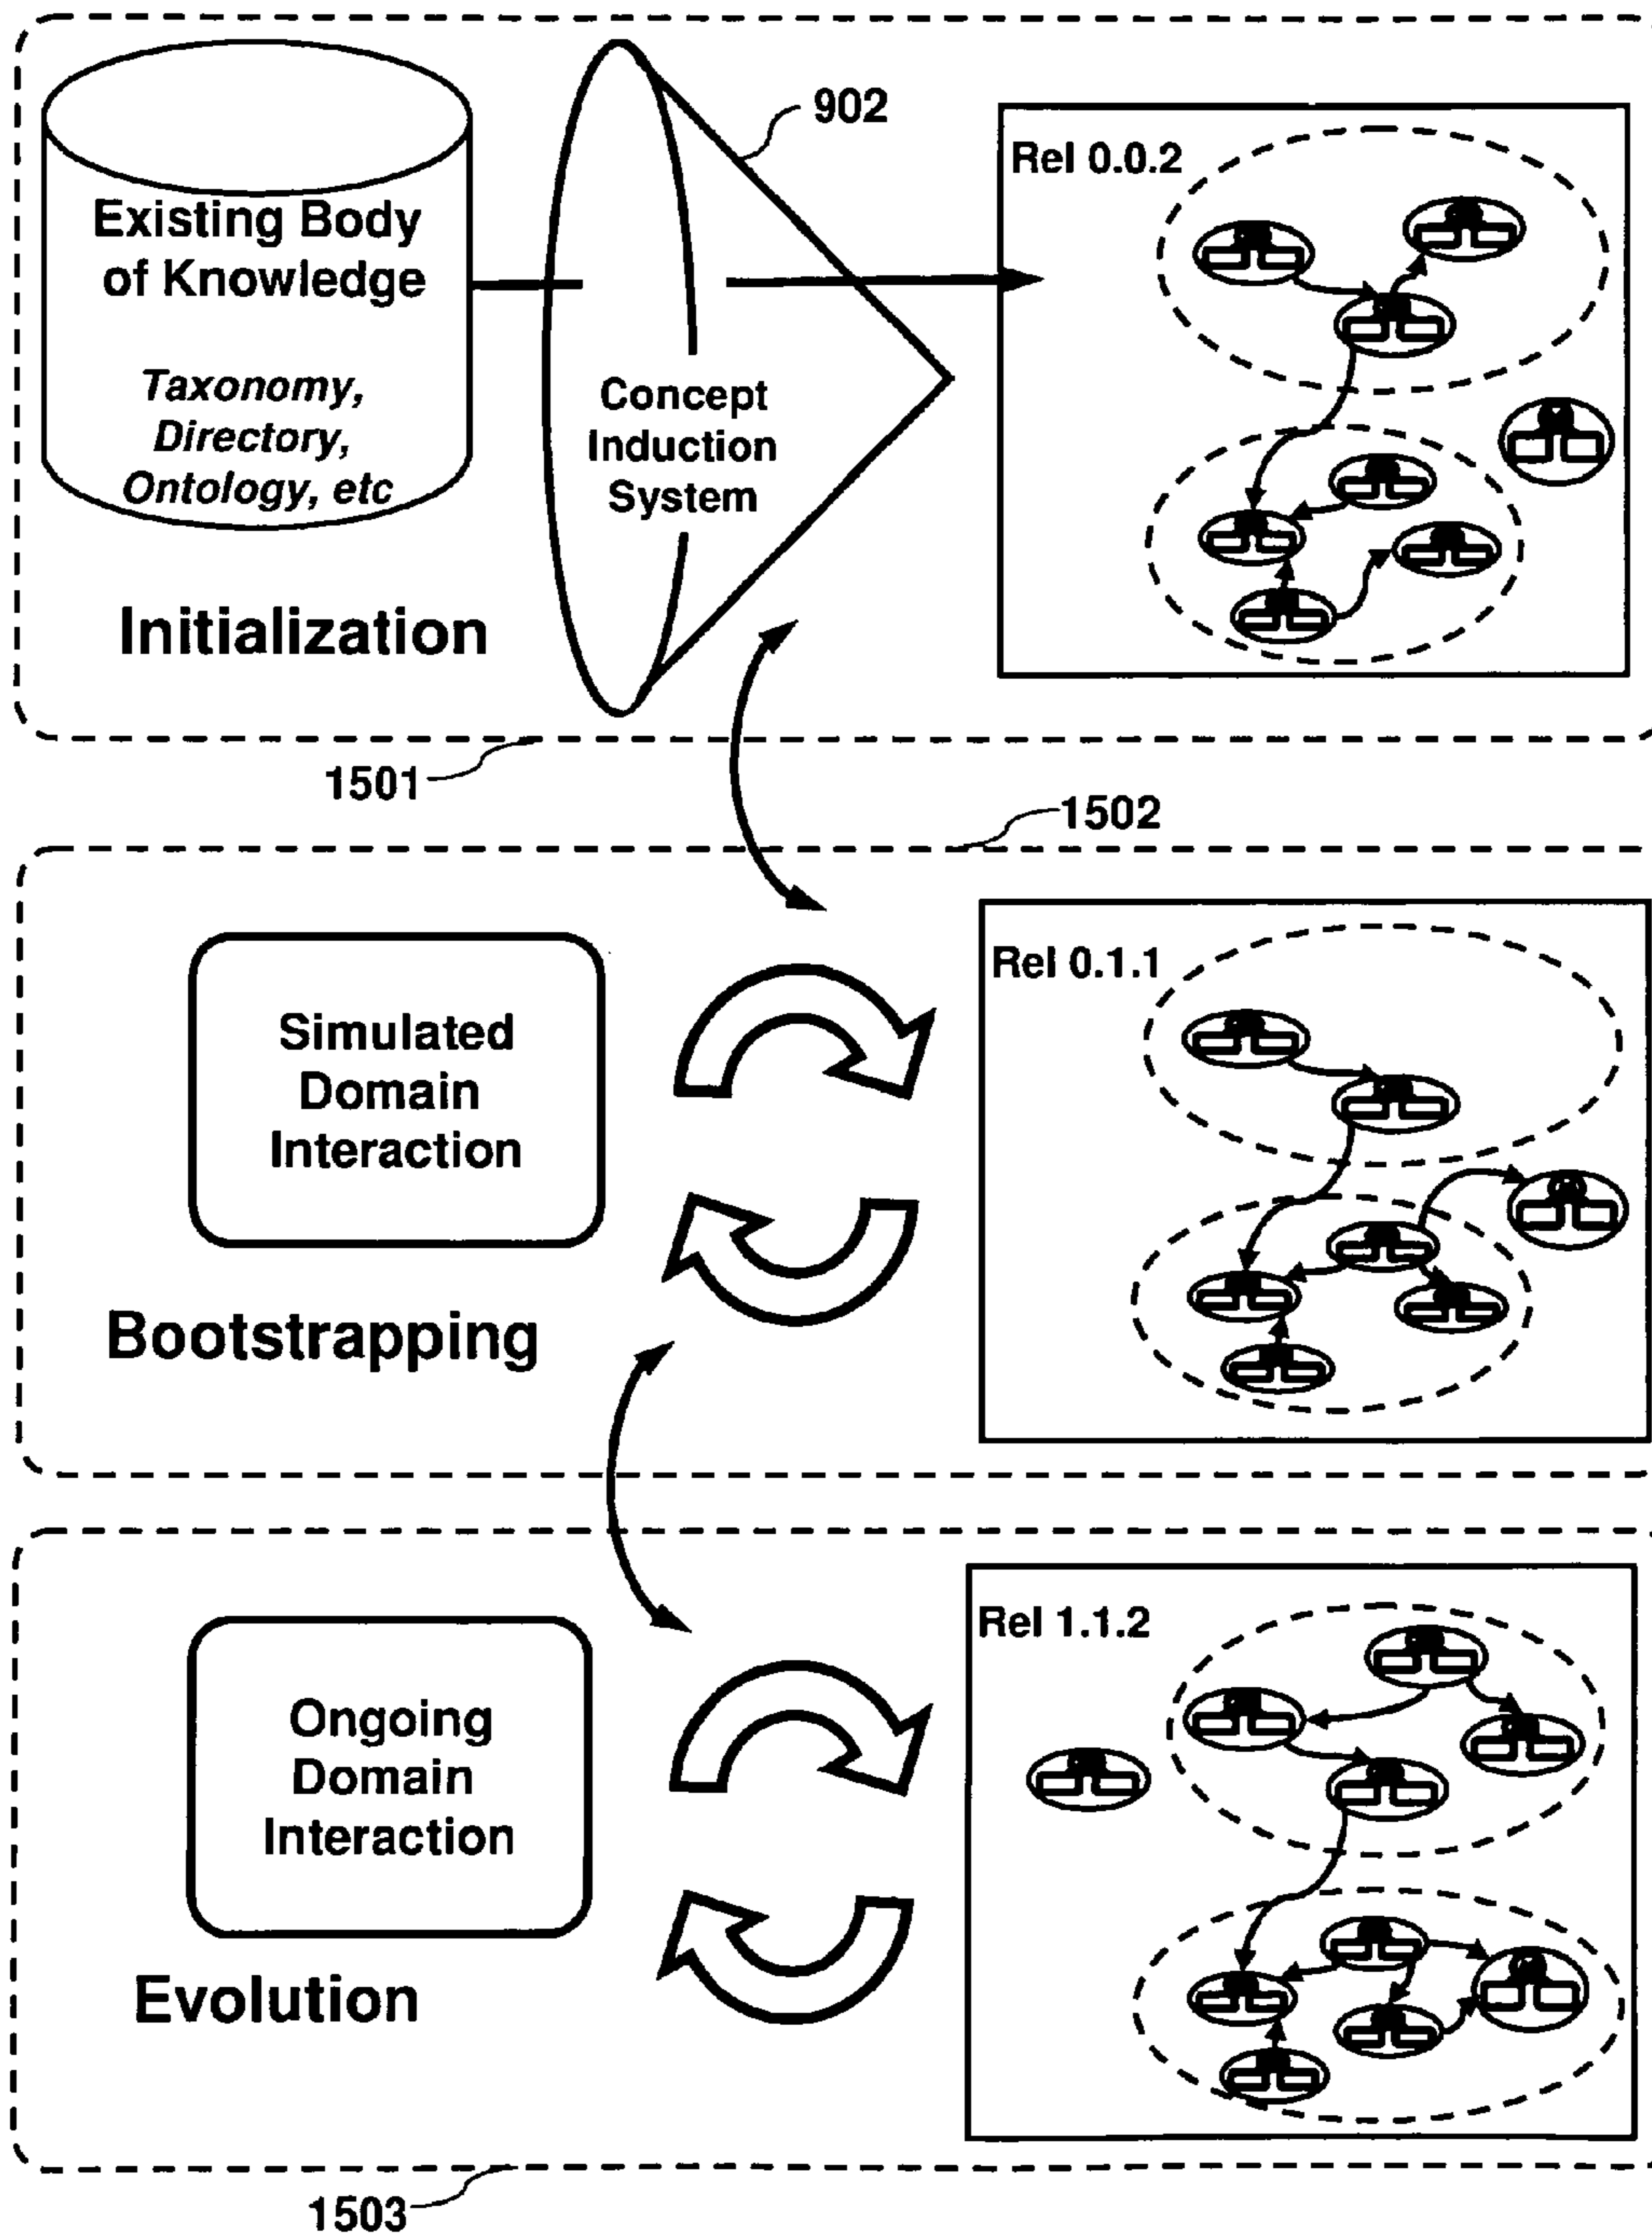 902
Rel 0.0.2
Existing Body
of Knowledge
Taxonomy,
Directory,
Ontology, etc
Concept
Induction
System
Initialization
1501
1502
Rel 0.1.1
Simulated
Domain
Interaction
Bootstrapping
Rel 1.1.2
Ongoing
Domain
Interaction
Evolution
1503